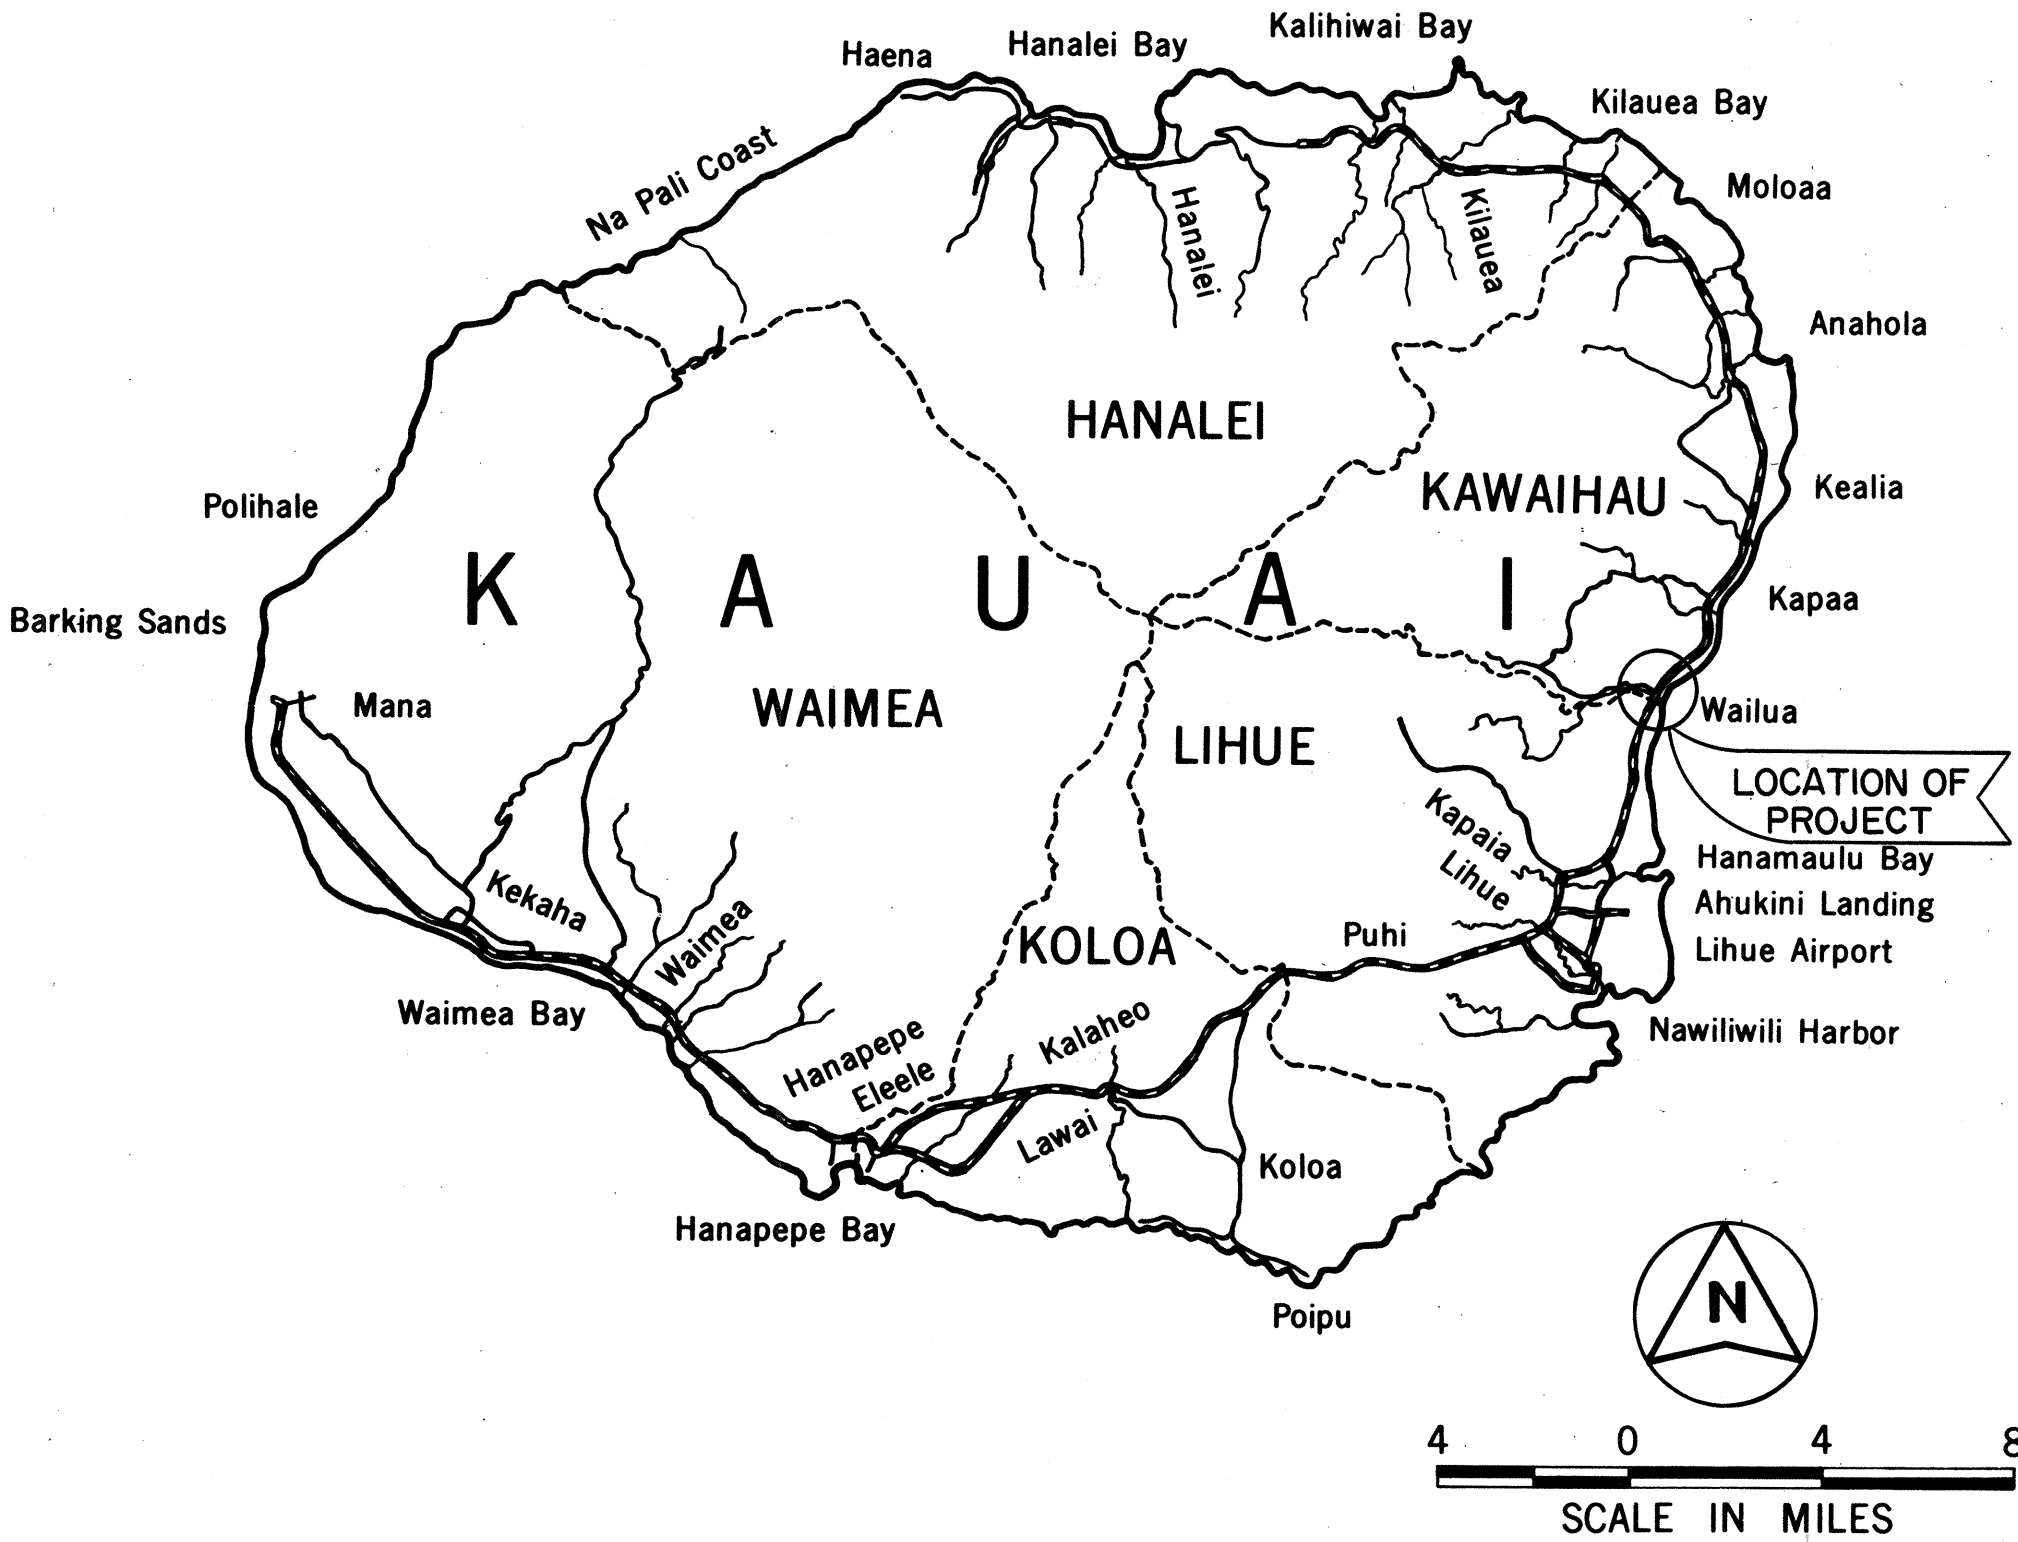 Kalihiwai Bay
Hanalei Bay
Haena
Kilauea Bay
Na Pali Coast
Moloaa
Hanalei
Kilauea
Anahola
HANALEI
KAWAIHAU
Kealia
Polihale
KAUAI
Kapaa
Barking Sands
Mana
WAIMEA
Wailua
LIHUE
LOCATION OF
PROJECT
Kapaia
Lihue
Hanamaulu Bay
Ahukini Landing
Lihue Airport
Kekaha
Waimea
KOLOA
Puhi
Waimea Bay
Nawiliwili Harbor
Hanapepe
Eleele
Kalaheo
Lawai
Koloa
Hanapepe Bay
Poipu
N
4 0 4 8
SCALE IN MILES